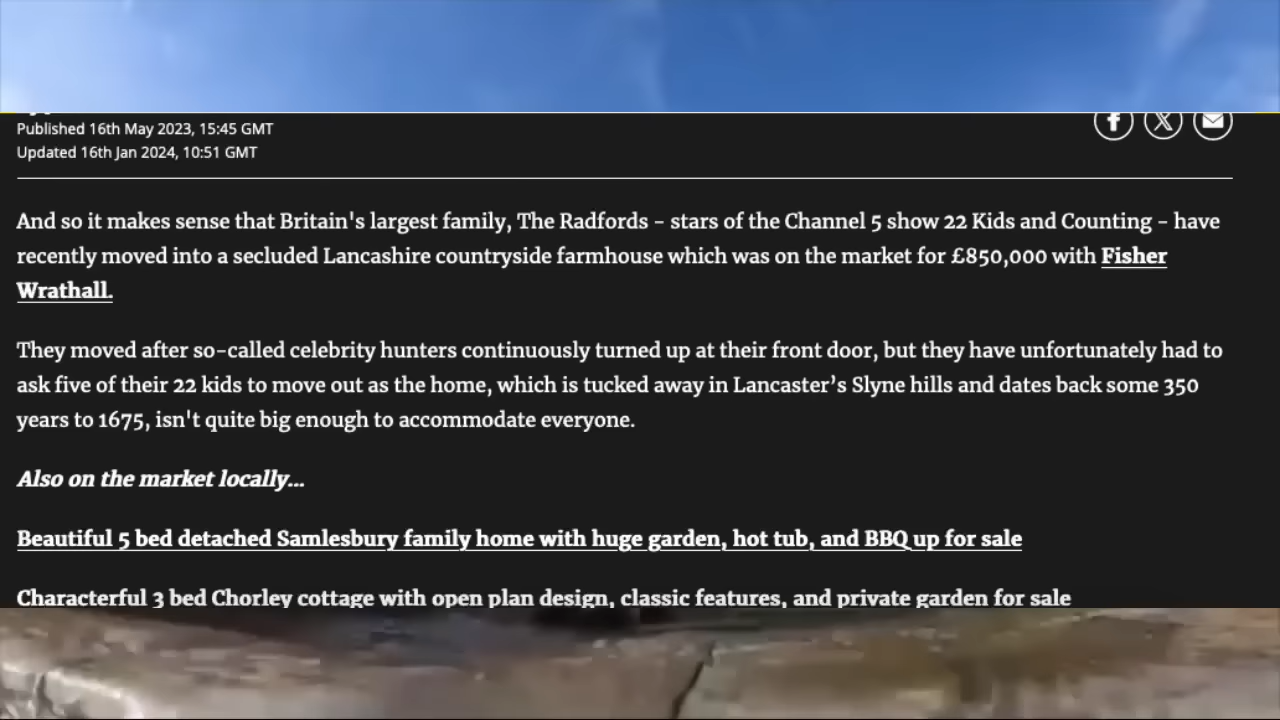 Published 16th May 2023, 15:45 GMT
Updated 16th Jan 2024, 10:51 GMT
And so it makes sense that Britain's largest family, The Radfords - stars of the Channel 5 show 22 Kids and Counting - have
recently moved into a secluded Lancashire countryside farmhouse which was on the market for £850,000 with Fisher
Wrathall.
They moved after so-called celebrity hunters continuously turned up at their front door, but they have unfortunately had to
ask five of their 22 kids to move out as the home, which is tucked away in Lancaster’s Slyne hills and dates back some 350
years to 1675, isn't quite big enough to accommodate everyone.
Also on the market locally...
Beautiful 5 bed detached Samlesbury family home with huge garden, hot tub, and BBQ up for sale
Characterful 3 bed Chorley cottage with open plan design, classic features, and private garden for sale